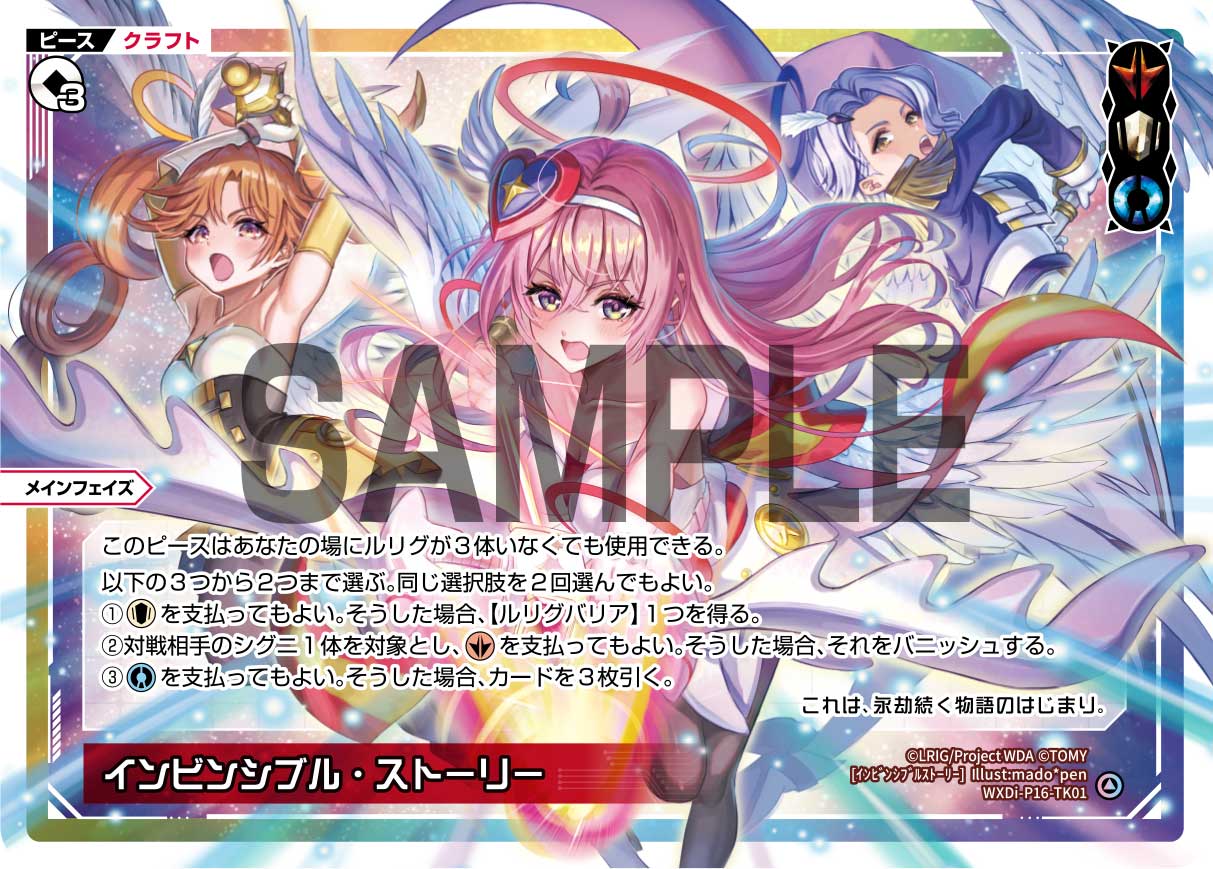 ピース クラフト
3
SAMPLE
メインフェイズ
このピースはあなたの場にルリグが３体いなくても使用できる。
以下の３つから２つまで選ぶ。同じ選択肢を２回選んでもよい。
①を支払ってもよい。そうした場合、【ルリグバリア】１つを得る。
②対戦相手のシグニ１体を対象とし、を支払ってもよい。そうした場合、それをバニッシュする。
③を支払ってもよい。そうした場合、カードを３枚引く。
これは、永劫続く物語のはじまり。
インビンシブル・ストーリー
©LRIG/Project WDA ©TOMY
[インビンシブルストーリー] Illust:mado*pen
WXDi-P16-TK01